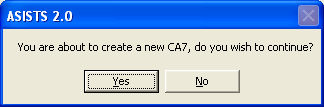 ASISTS 2.0
You are about to create a new CA7, do you wish to continue?
Yes No